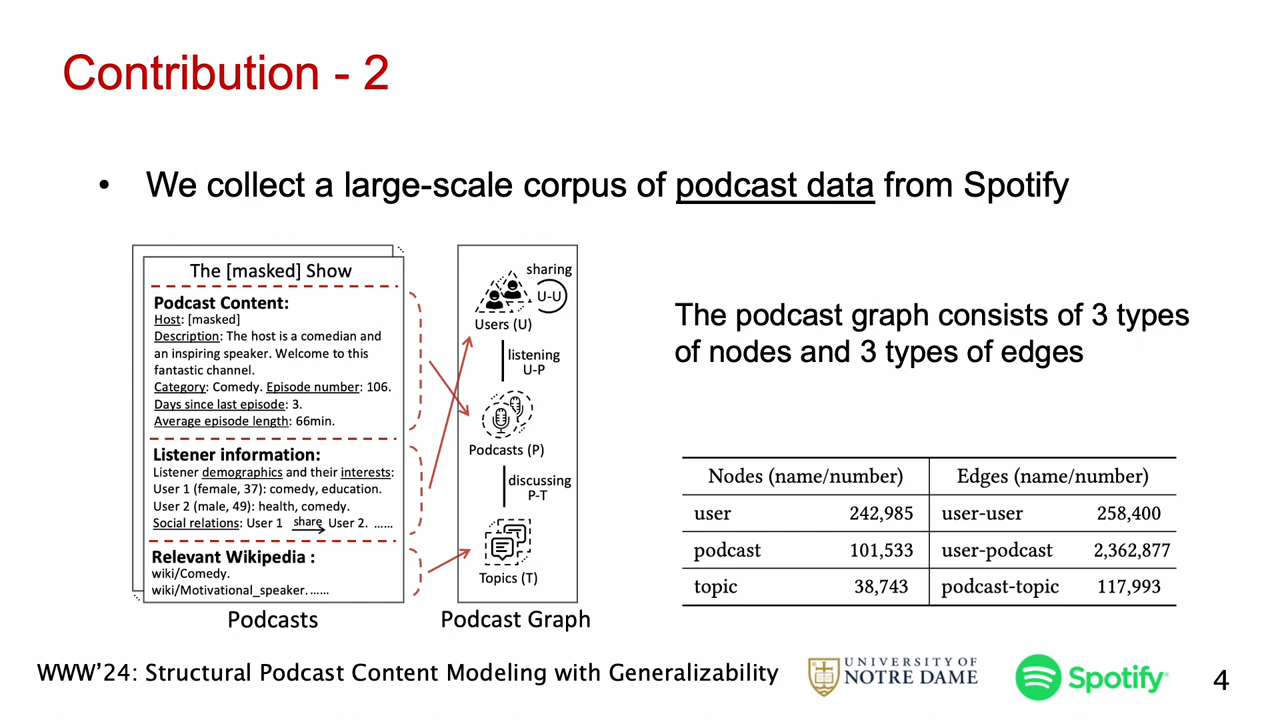 Contribution - 2
• We collect a large-scale corpus of podcast data from Spotify
The [masked] Show
Podcast Content:
Host: [masked]
Description: The host is a comedian and
an inspiring speaker. Welcome to this
fantastic channel.
Category: Comedy. Episode number: 106.
Days since last episode: 3.
Average episode length: 66min.
Listener information:
Listener demographics and their interests:
User 1 (female, 37): comedy, education.
User 2 (male, 49): health, comedy.
Social relations: User 1 share User 2. ......
Relevant Wikipedia :
wiki/Comedy.
wiki/Motivational_speaker. ......
Podcasts
sharing
U-U
Users (U)
listening
U-P
Podcasts (P)
discussing
P-T
Topics (T)
Podcast Graph
The podcast graph consists of 3 types
of nodes and 3 types of edges
Nodes (name/number) Edges (name/number)
user 242,985 user-user 258,400
podcast 101,533 user-podcast 2,362,877
topic 38,743 podcast-topic 117,993
WWW’24: Structural Podcast Content Modeling with Generalizability
UNIVERSITY OF
NOTRE DAME
Spotify
4